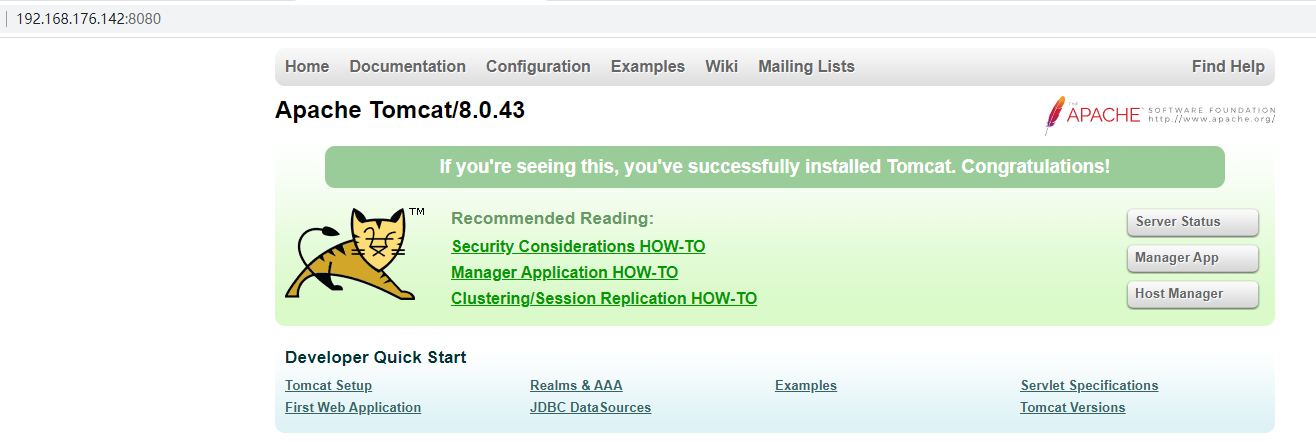 192.168.176.142:8080
Home Documentation Configuration Examples Wiki Mailing Lists Find Help
Apache Tomcat/8.0.43
THE APACHE™ SOFTWARE FOUNDATION
http://www.apache.org/
If you're seeing this, you've successfully installed Tomcat. Congratulations!
TM
Recommended Reading:
Security Considerations HOW-TO
Manager Application HOW-TO
Clustering/Session Replication HOW-TO
Server Status
Manager App
Host Manager
Developer Quick Start
Tomcat Setup Realms & AAA Examples Servlet Specifications
First Web Application JDBC DataSources Tomcat Versions